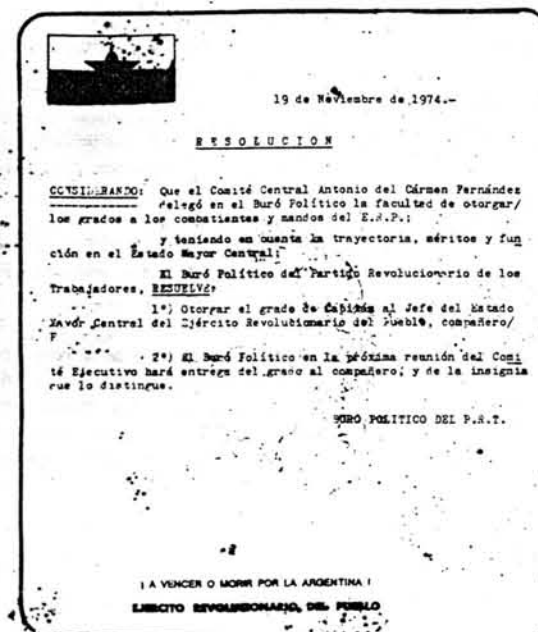 19 de Noviembre de 1974.-
RESOLUCION
CONSIDERANDO: Que el Comité Central Antonio del Cármen Fernández
delegó en el Buró Político la facultad de otorgar/
los grados a los combatientes y mandos del E.R.P.;
y teniendo en cuenta la trayectoria, méritos y fun
ción en el Estado Mayor Central;
El Buró Político del Partido Revolucionario de los
Trabajadores, RESUELVE:
1º) Otorgar el grado de Capitán al Jefe del Estado
Mayor Central del Ejército Revolucionario del Pueblo, compañero/
2º) El Buró Político en la próxima reunión del Comi
té Ejecutivo hará entrega del grado al compañero; y de la insignia
que lo distingue.
BURO POLITICO DEL P.R.T.
¡ A VENCER O MORIR POR LA ARGENTINA !
EJERCITO REVOLUCIONARIO DEL PUEBLO